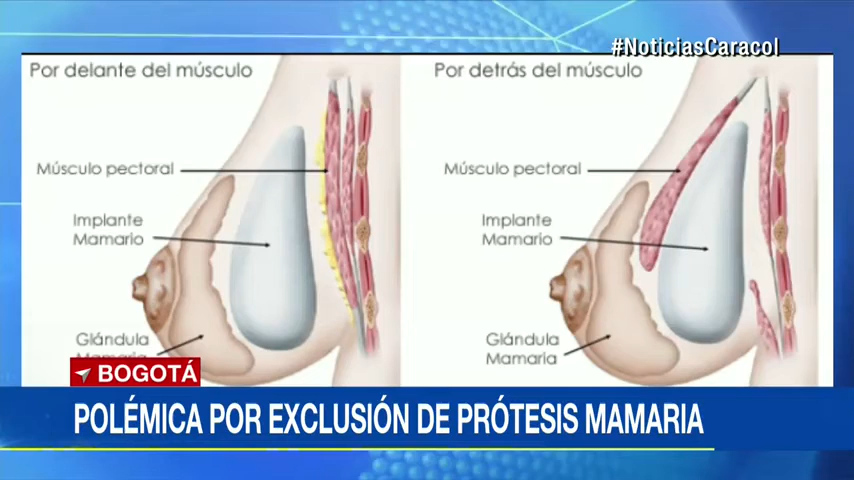 #NoticiasCaracol
Por delante del músculo
Músculo pectoral
Implante
Mamario
Glándula
Mamaria
Por detrás del músculo
Músculo pectoral
Implante
Mamario
Glándula
Mamaria
BOGOTÁ
POLÉMICA POR EXCLUSIÓN DE PRÓTESIS MAMARIA